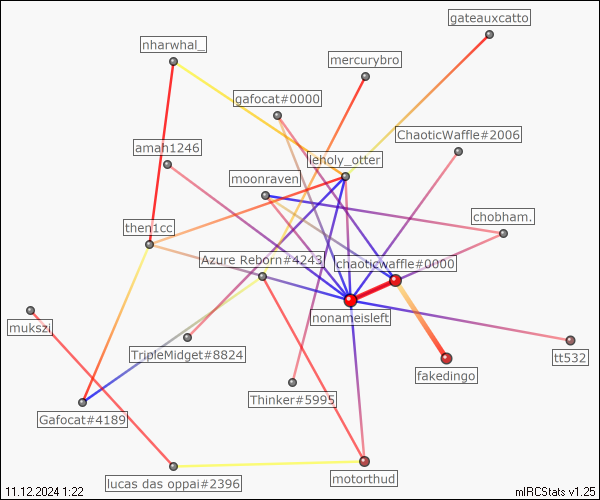 gateauxcatto
nharwhal_
mercurybro
gafocat#0000
ChaoticWaffle#2006
amah1246
leholy_otter
moonraven
chobham.
then1cc
Azure Reborn#4243
chaoticwaffle#0000
nonameisleft
mukszi
TripleMidget#8824
tt532
fakedingo
Thinker#5995
Gafocat#4189
motorthud
lucas das oppai#2396
11.12.2024 1:22
mIRCStats v1.25